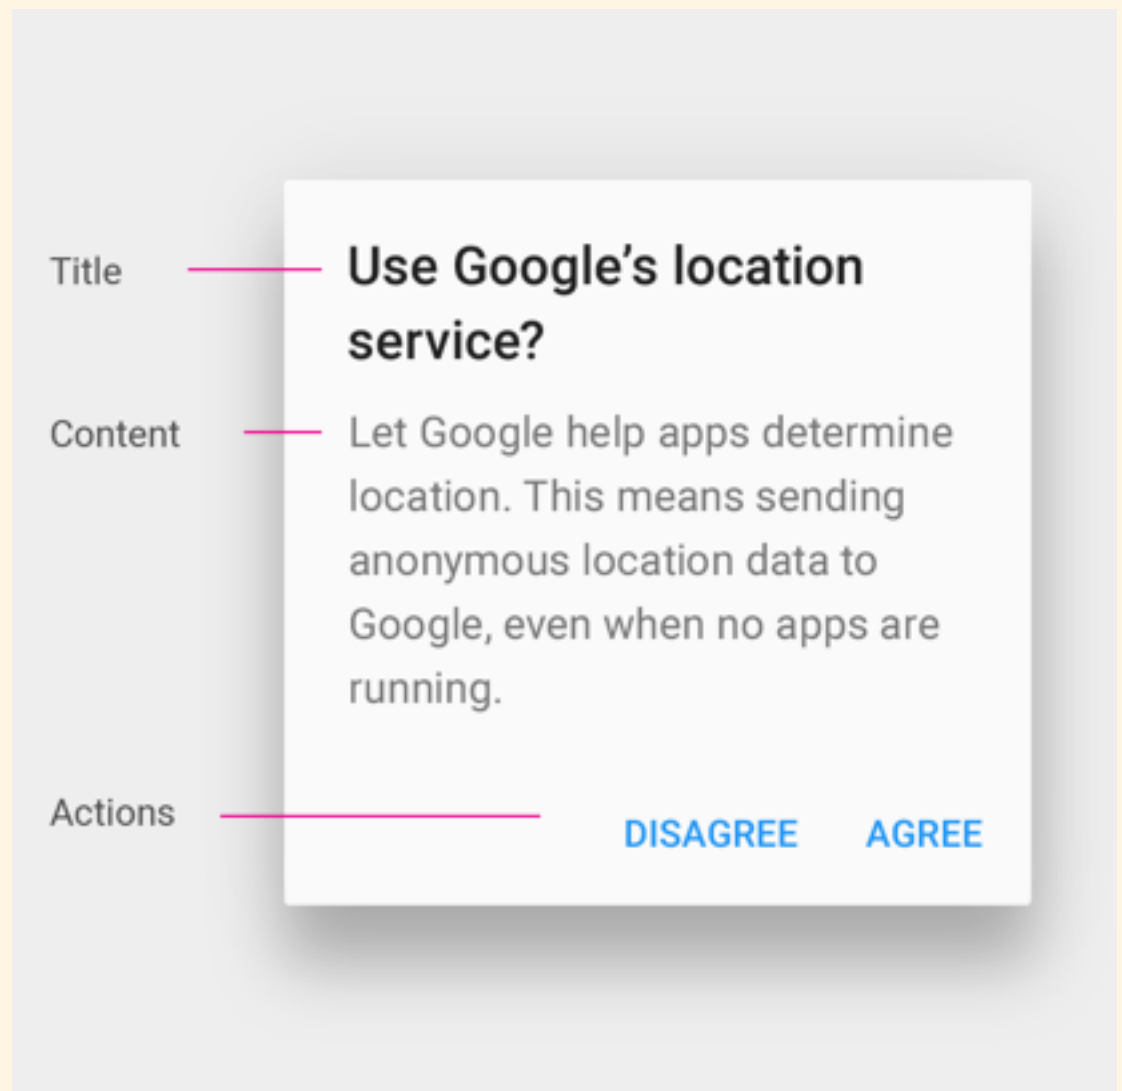 Title
Use Google’s location
service?
Content
Let Google help apps determine
location. This means sending
anonymous location data to
Google, even when no apps are
running.
Actions
DISAGREE AGREE